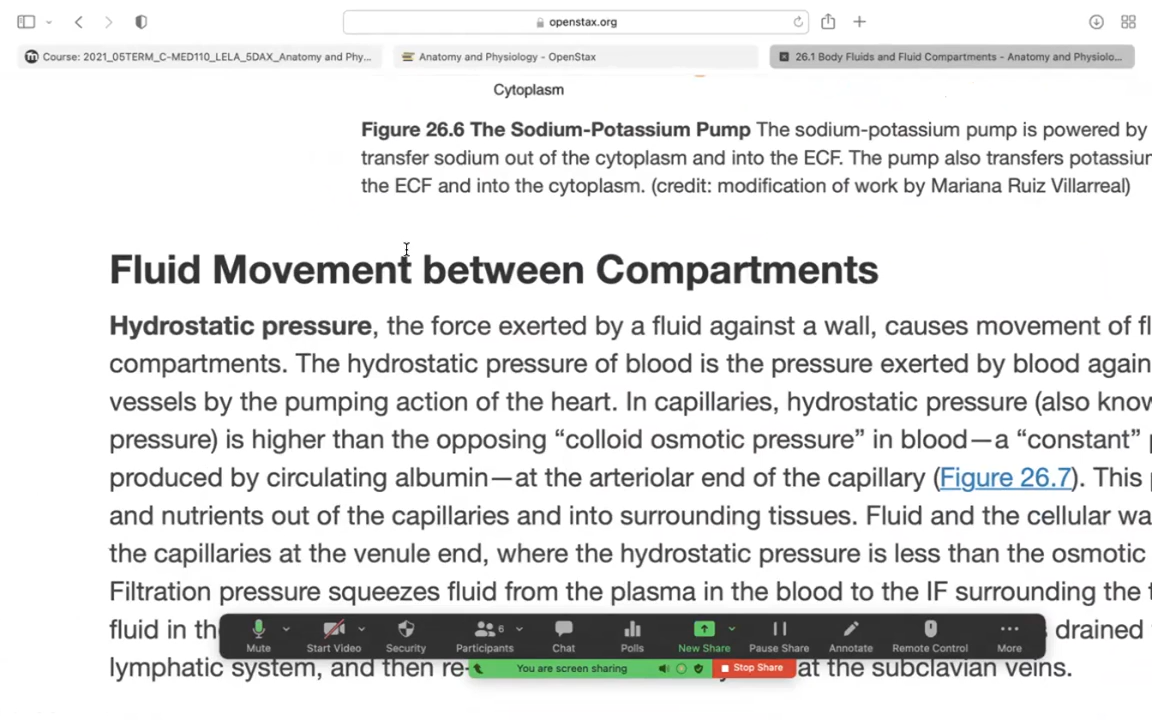 openstax.org
Course: 2021_05TERM_C-MED110_LELA_5DAX_Anatomy and Phy...
Anatomy and Physiology - OpenStax
26.1 Body Fluids and Fluid Compartments - Anatomy and Physiolo...
Cytoplasm
Figure 26.6 The Sodium-Potassium Pump The sodium-potassium pump is powered by
transfer sodium out of the cytoplasm and into the ECF. The pump also transfers potassiu
the ECF and into the cytoplasm. (credit: modification of work by Mariana Ruiz Villarreal)
Fluid Movement between Compartments
Hydrostatic pressure, the force exerted by a fluid against a wall, causes movement of fl
compartments. The hydrostatic pressure of blood is the pressure exerted by blood again
vessels by the pumping action of the heart. In capillaries, hydrostatic pressure (also know
pressure) is higher than the opposing “colloid osmotic pressure” in blood—a “constant”
produced by circulating albumin—at the arteriolar end of the capillary (Figure 26.7). This
and nutrients out of the capillaries and into surrounding tissues. Fluid and the cellular wa
the capillaries at the venule end, where the hydrostatic pressure is less than the osmotic
Filtration pressure squeezes fluid from the plasma in the blood to the IF surrounding the
fluid in th drained
lymphatic system, and then re- at the subclavian veins.
6
Mute Start Video Security Participants Chat Polls New Share Pause Share Annotate Remote Control More
You are screen sharing Stop Share